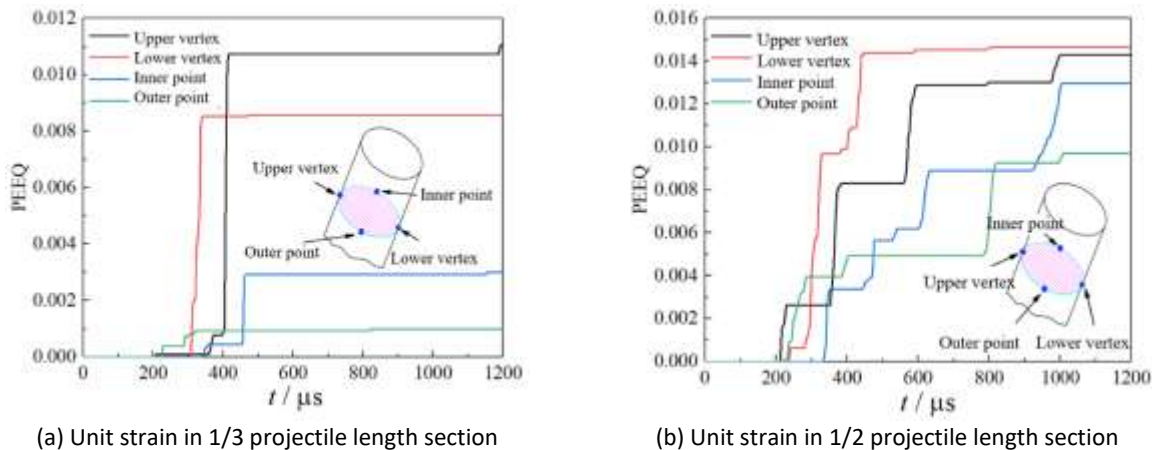 0.012
0.010
0.008
0.006
0.004
0.002
0.000
PEEQ
Upper vertex
Lower vertex
Inner point
Outer point
Upper vertex
Inner point
Outer point
Lower vertex
0 200 400 600 800 1000 1200
t / μs
(a) Unit strain in 1/3 projectile length section
0.016
0.014
0.012
0.010
0.008
0.006
0.004
0.002
0.000
PEEQ
Upper vertex
Lower vertex
Inner point
Outer point
Inner point
Upper vertex
Outer point
Lower vertex
0 200 400 600 800 1000 1200
t / μs
(b) Unit strain in 1/2 projectile length section